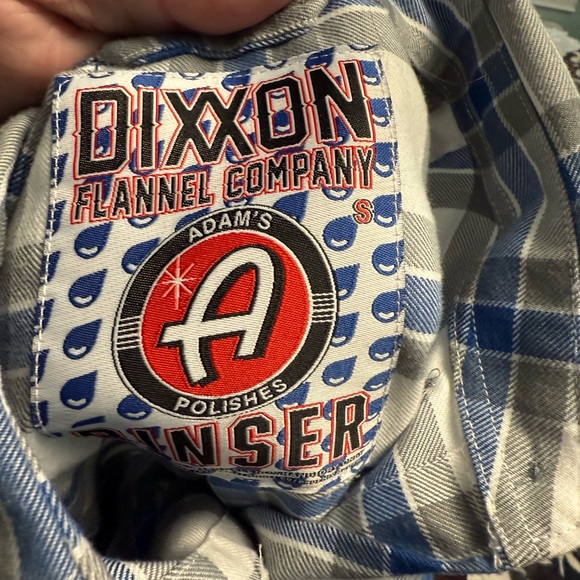 DIXXON
FLANNEL COMPANY
S
ADAM'S
A
POLISHES
RINSER